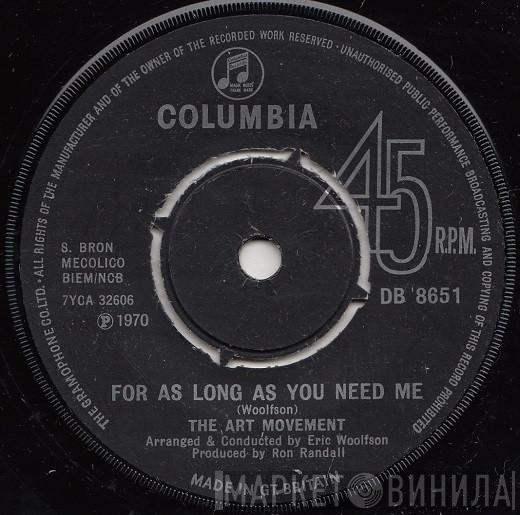 THE GRAMOPHONE CO. LTD. • ALL RIGHTS OF THE MANUFACTURER AND OF THE OWNER OF THE RECORDED WORK RESERVED • UNAUTHORISED PUBLIC PERFORMANCE BROADCASTING AND COPYING OF THIS RECORD PROHIBITED
COLUMBIA
45
R.P.M.
S. BRON
MECOLICO
BIEM/NCB
7YCA 32606
℗ 1970
DB 8651
FOR AS LONG AS YOU NEED ME
(Woolfson)
THE ART MOVEMENT
Arranged & Conducted by Eric Woolfson
Produced by Ron Randall
MADE IN GT. BRITAIN
МАРКЕТ ВИНИЛА